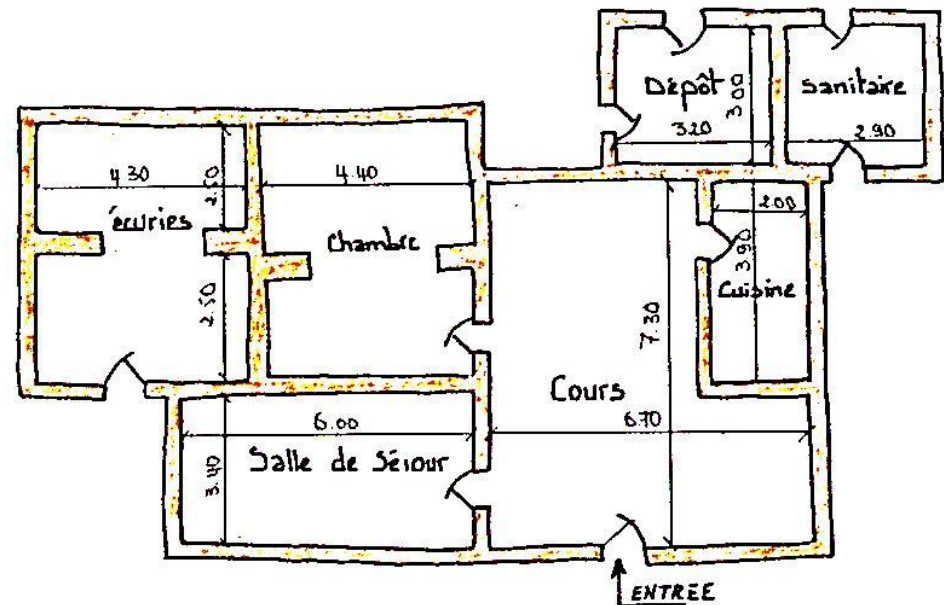 Dépôt
3.00
3.20
Sanitaire
2.90
4.30
2.50
écuries
2.50
4.40
Chambre
2.00
3.90
Cuisine
7.30
Cours
6.70
6.00
Salle de Séjour
3.40
ENTREE